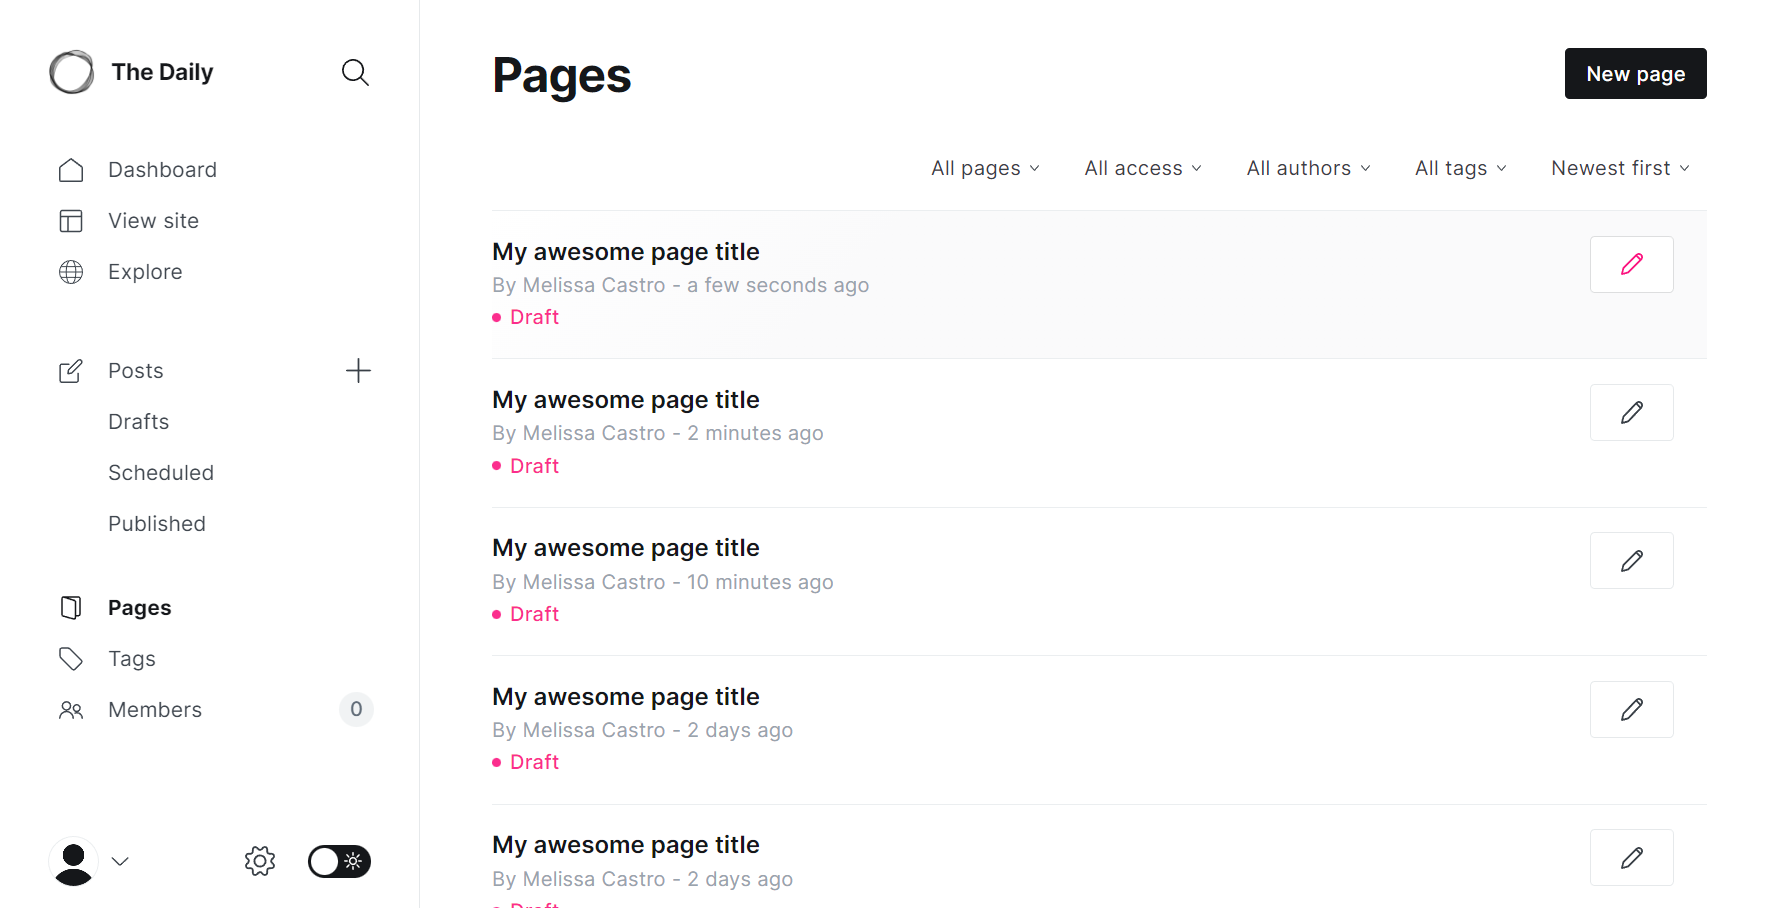 The Daily
Dashboard
View site
Explore
Posts
Drafts
Scheduled
Published
Pages
Tags
Members 0
Pages
New page
All pages All access All authors All tags Newest first
My awesome page title
By Melissa Castro - a few seconds ago
Draft
My awesome page title
By Melissa Castro - 2 minutes ago
Draft
My awesome page title
By Melissa Castro - 10 minutes ago
Draft
My awesome page title
By Melissa Castro - 2 days ago
Draft
My awesome page title
By Melissa Castro - 2 days ago
Draft